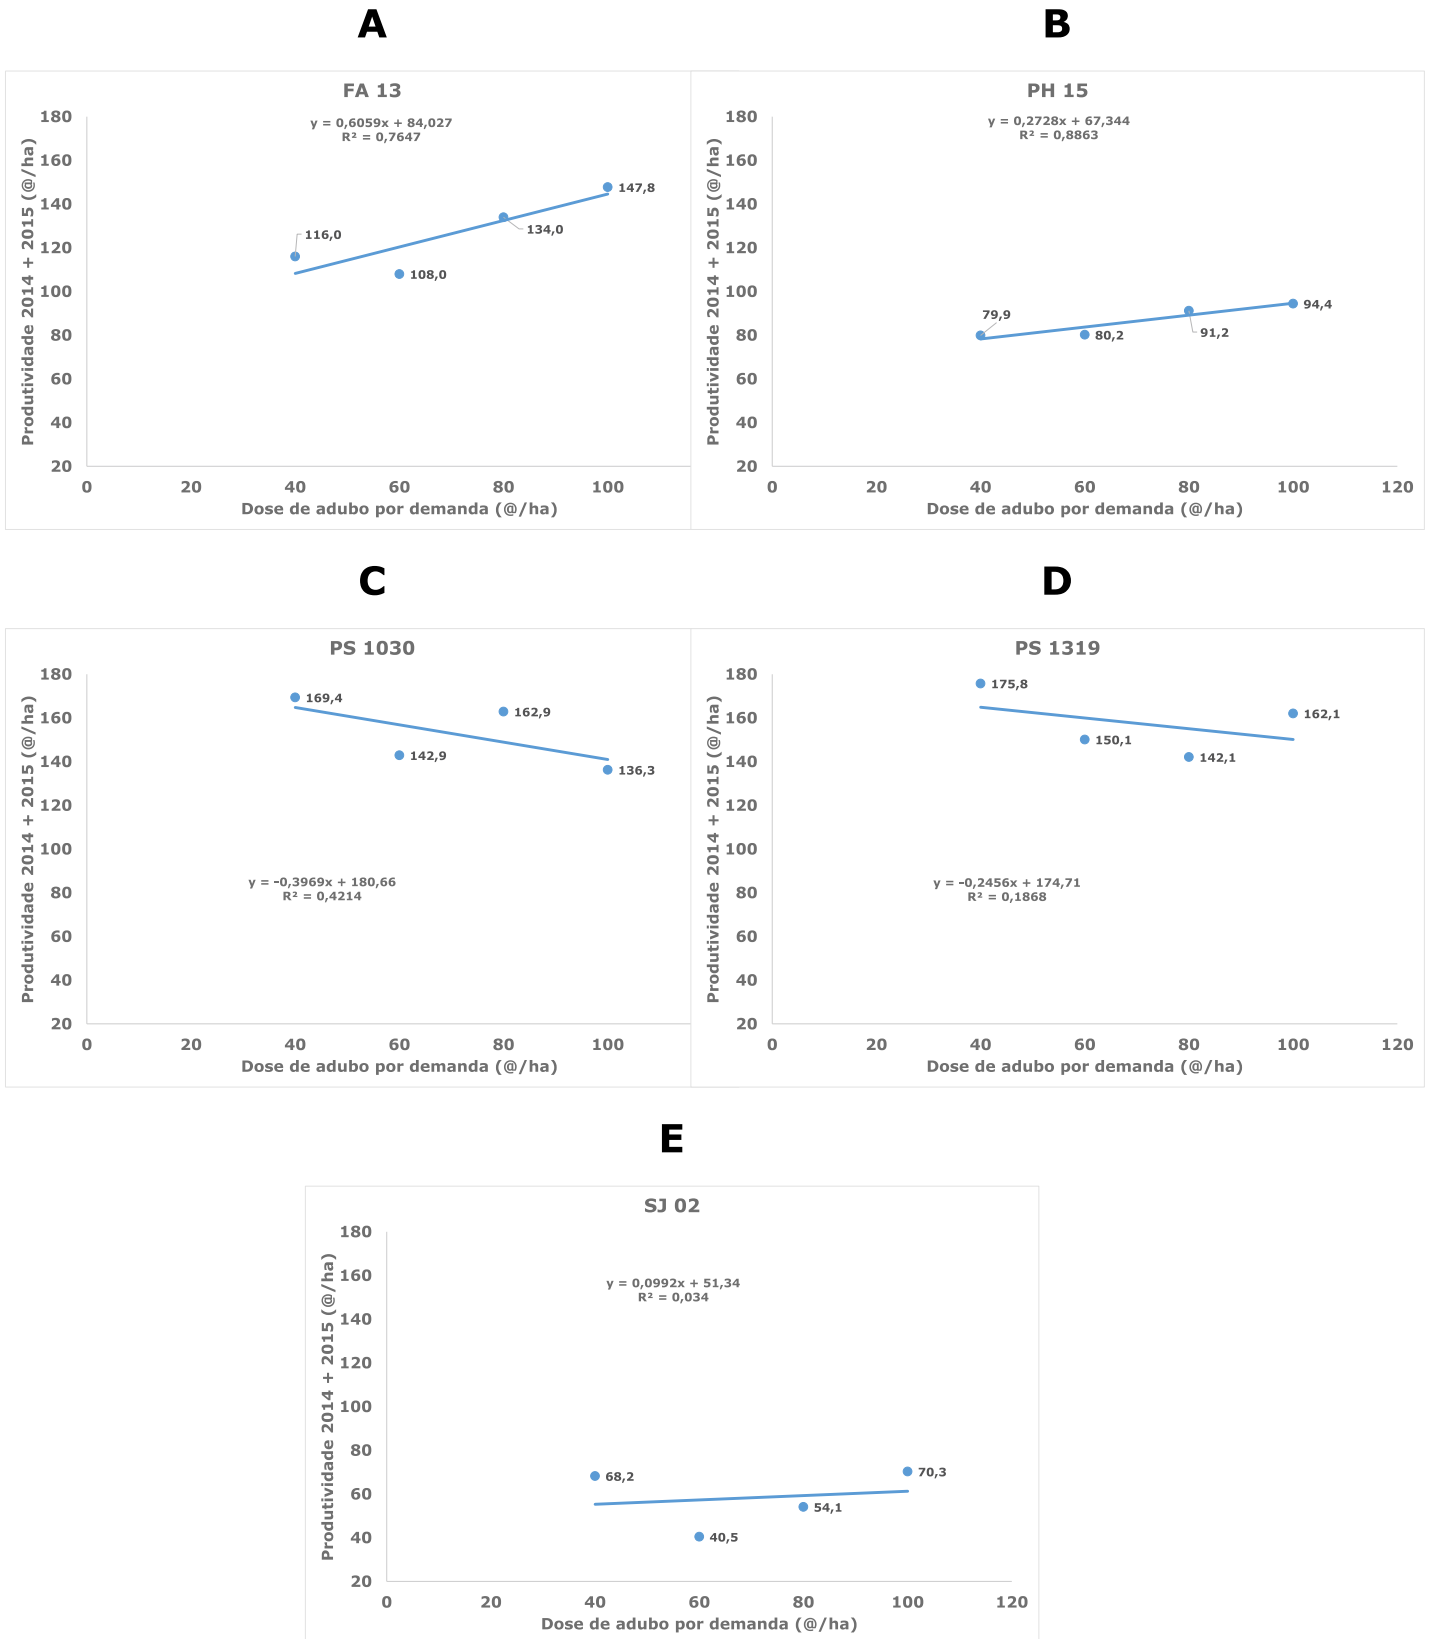 A
FA 13
y = 0,6059x + 84,027
R² = 0,7647
Produtividade 2014 + 2015 (@/ha)
180
160
140
120
100
80
60
40
20
116,0
108,0
134,0
147,8
0 20 40 60 80 100
Dose de adubo por demanda (@/ha)
B
PH 15
y = 0,2728x + 67,344
R² = 0,8863
Produtividade 2014 + 2015 (@/ha)
180
160
140
120
100
80
60
40
20
79,9
80,2
91,2
94,4
0 20 40 60 80 100 120
Dose de adubo por demanda (@/ha)
C
PS 1030
Produtividade 2014 + 2015 (@/ha)
180
160
140
120
100
80
60
40
20
169,4
142,9
162,9
136,3
y = -0,3969x + 180,66
R² = 0,4214
0 20 40 60 80 100
Dose de adubo por demanda (@/ha)
D
PS 1319
Produtividade 2014 + 2015 (@/ha)
180
160
140
120
100
80
60
40
20
175,8
150,1
142,1
162,1
y = -0,2456x + 174,71
R² = 0,1868
0 20 40 60 80 100 120
Dose de adubo por demanda (@/ha)
E
SJ 02
y = 0,0992x + 51,34
R² = 0,034
Produtividade 2014 + 2015 (@/ha)
180
160
140
120
100
80
60
40
20
68,2
40,5
54,1
70,3
0 20 40 60 80 100 120
Dose de adubo por demanda (@/ha)